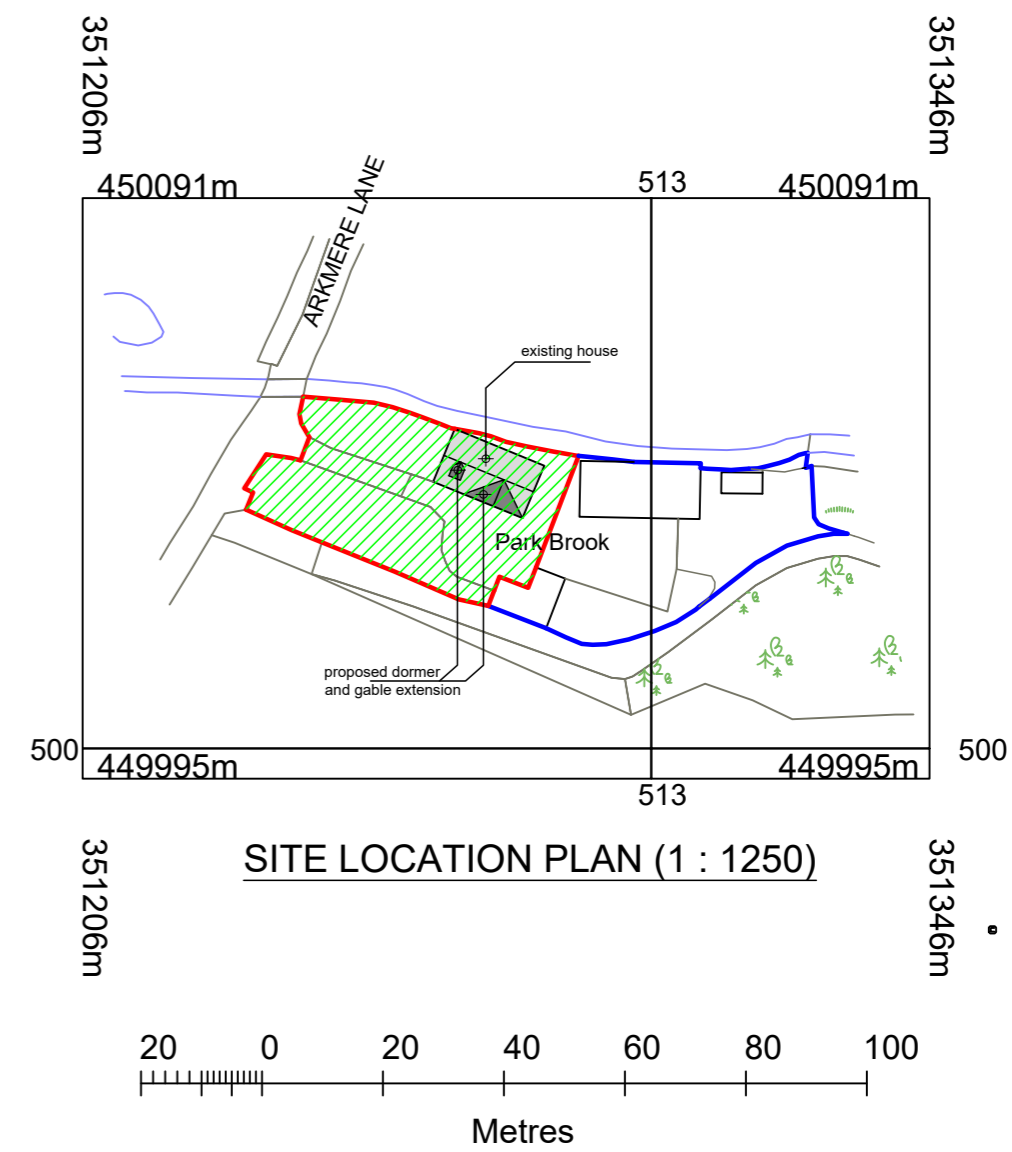 351206m
351346m
450091m
513
450091m
ARKMERE LANE
existing house
Park Brook
proposed dormer
and gable extension
500
500
449995m
449995m
513
SITE LOCATION PLAN (1 : 1250)
351206m
351346m
©
20 0 20 40 60 80 100
Metres